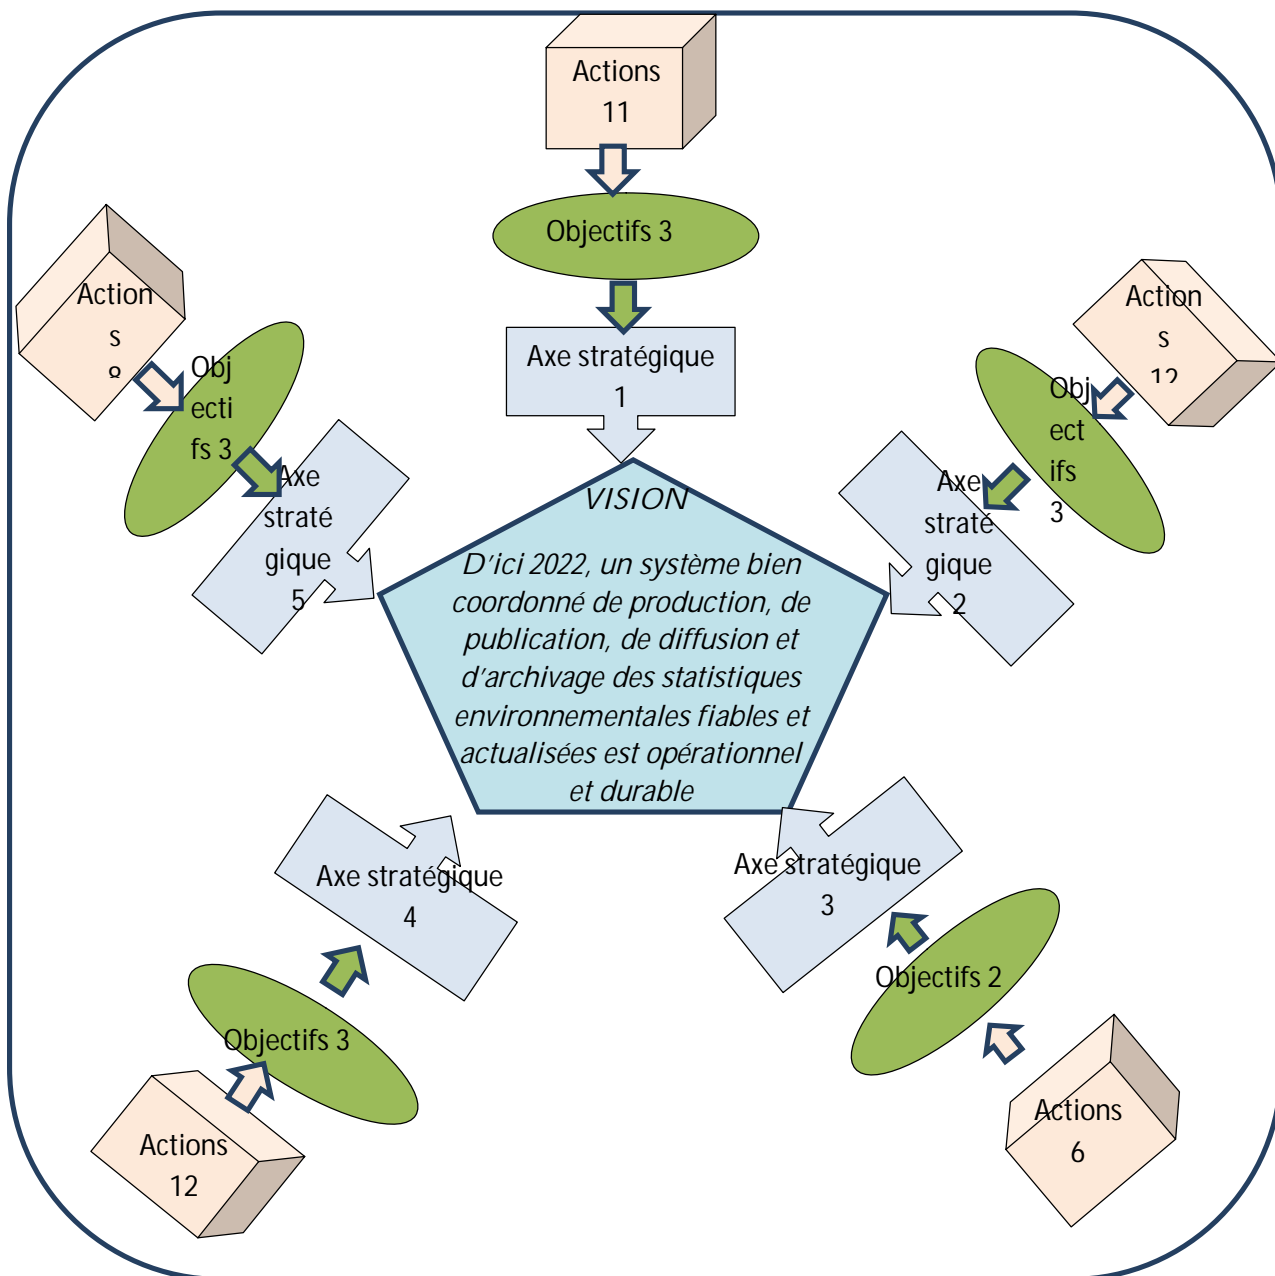 Actions
11
Objectifs 3
Axe stratégique
1
Action
s
12
Obj
ect
ifs
3
Axe
straté
gique
2
Action
s
Obj
ecti
fs 3
Axe
straté
gique
5
VISION
D'ici 2022, un système bien
coordonné de production, de
publication, de diffusion et
d'archivage des statistiques
environnementales fiables et
actualisées est opérationnel
et durable
Axe stratégique
4
Objectifs 3
Actions
12
Axe stratégique
3
Objectifs 2
Actions
6